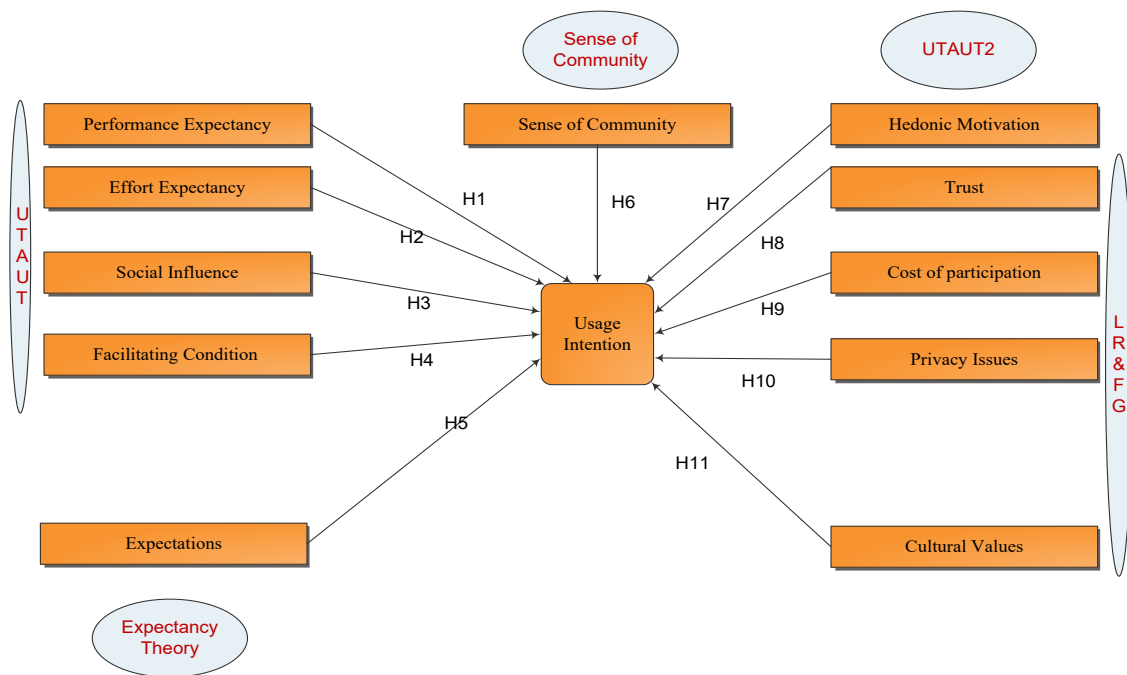 Sense of
Community
UTAUT2
Performance Expectancy
Sense of Community
Hedonic Motivation
Effort Expectancy
Trust
Social Influence
Cost of participation
Facilitating Condition
Privacy Issues
Expectations
Cultural Values
Usage
Intention
H1
H2
H3
H4
H5
H6
H7
H8
H9
H10
H11
U
T
A
U
T
L
R
&
F
G
Expectancy
Theory